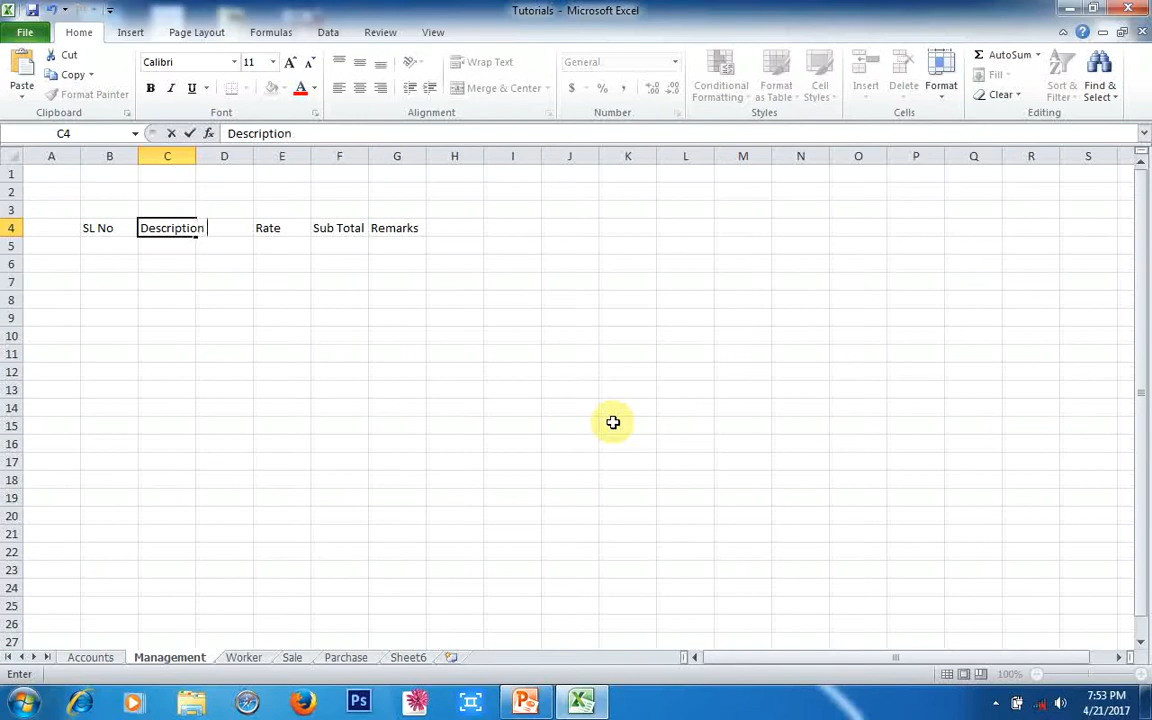 Tutorials - Microsoft Excel
File Home Insert Page Layout Formulas Data Review View
Paste
Cut
Copy
Format Painter
Clipboard
Calibri 11
B I U
Font
Wrap Text
Merge & Center
Alignment
General
$ % ,
Number
Conditional Formatting
Format as Table
Cell Styles
Styles
Insert Delete Format
Cells
Σ AutoSum
Fill
Clear
Sort & Filter
Find & Select
Editing
C4 fx Description
A B C D E F G H I J K L M N O P Q R S
1
2
3
4 SL No Description Rate Sub Total Remarks
5
6
7
8
9
10
11
12
13
14
15
16
17
18
19
20
21
22
23
24
25
26
27
Accounts Management Worker Sale Parchase Sheet6
Enter 100%
Ps
7:53 PM
4/21/2017